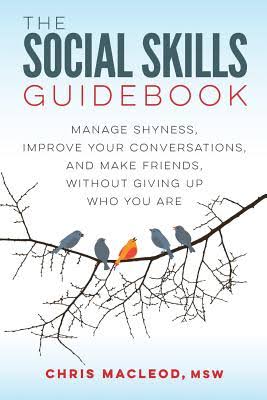 THE
SOCIAL SKILLS
GUIDEBOOK
MANAGE SHYNESS,
IMPROVE YOUR CONVERSATIONS,
AND MAKE FRIENDS,
WITHOUT GIVING UP
WHO YOU ARE
CHRIS MACLEOD, MSW